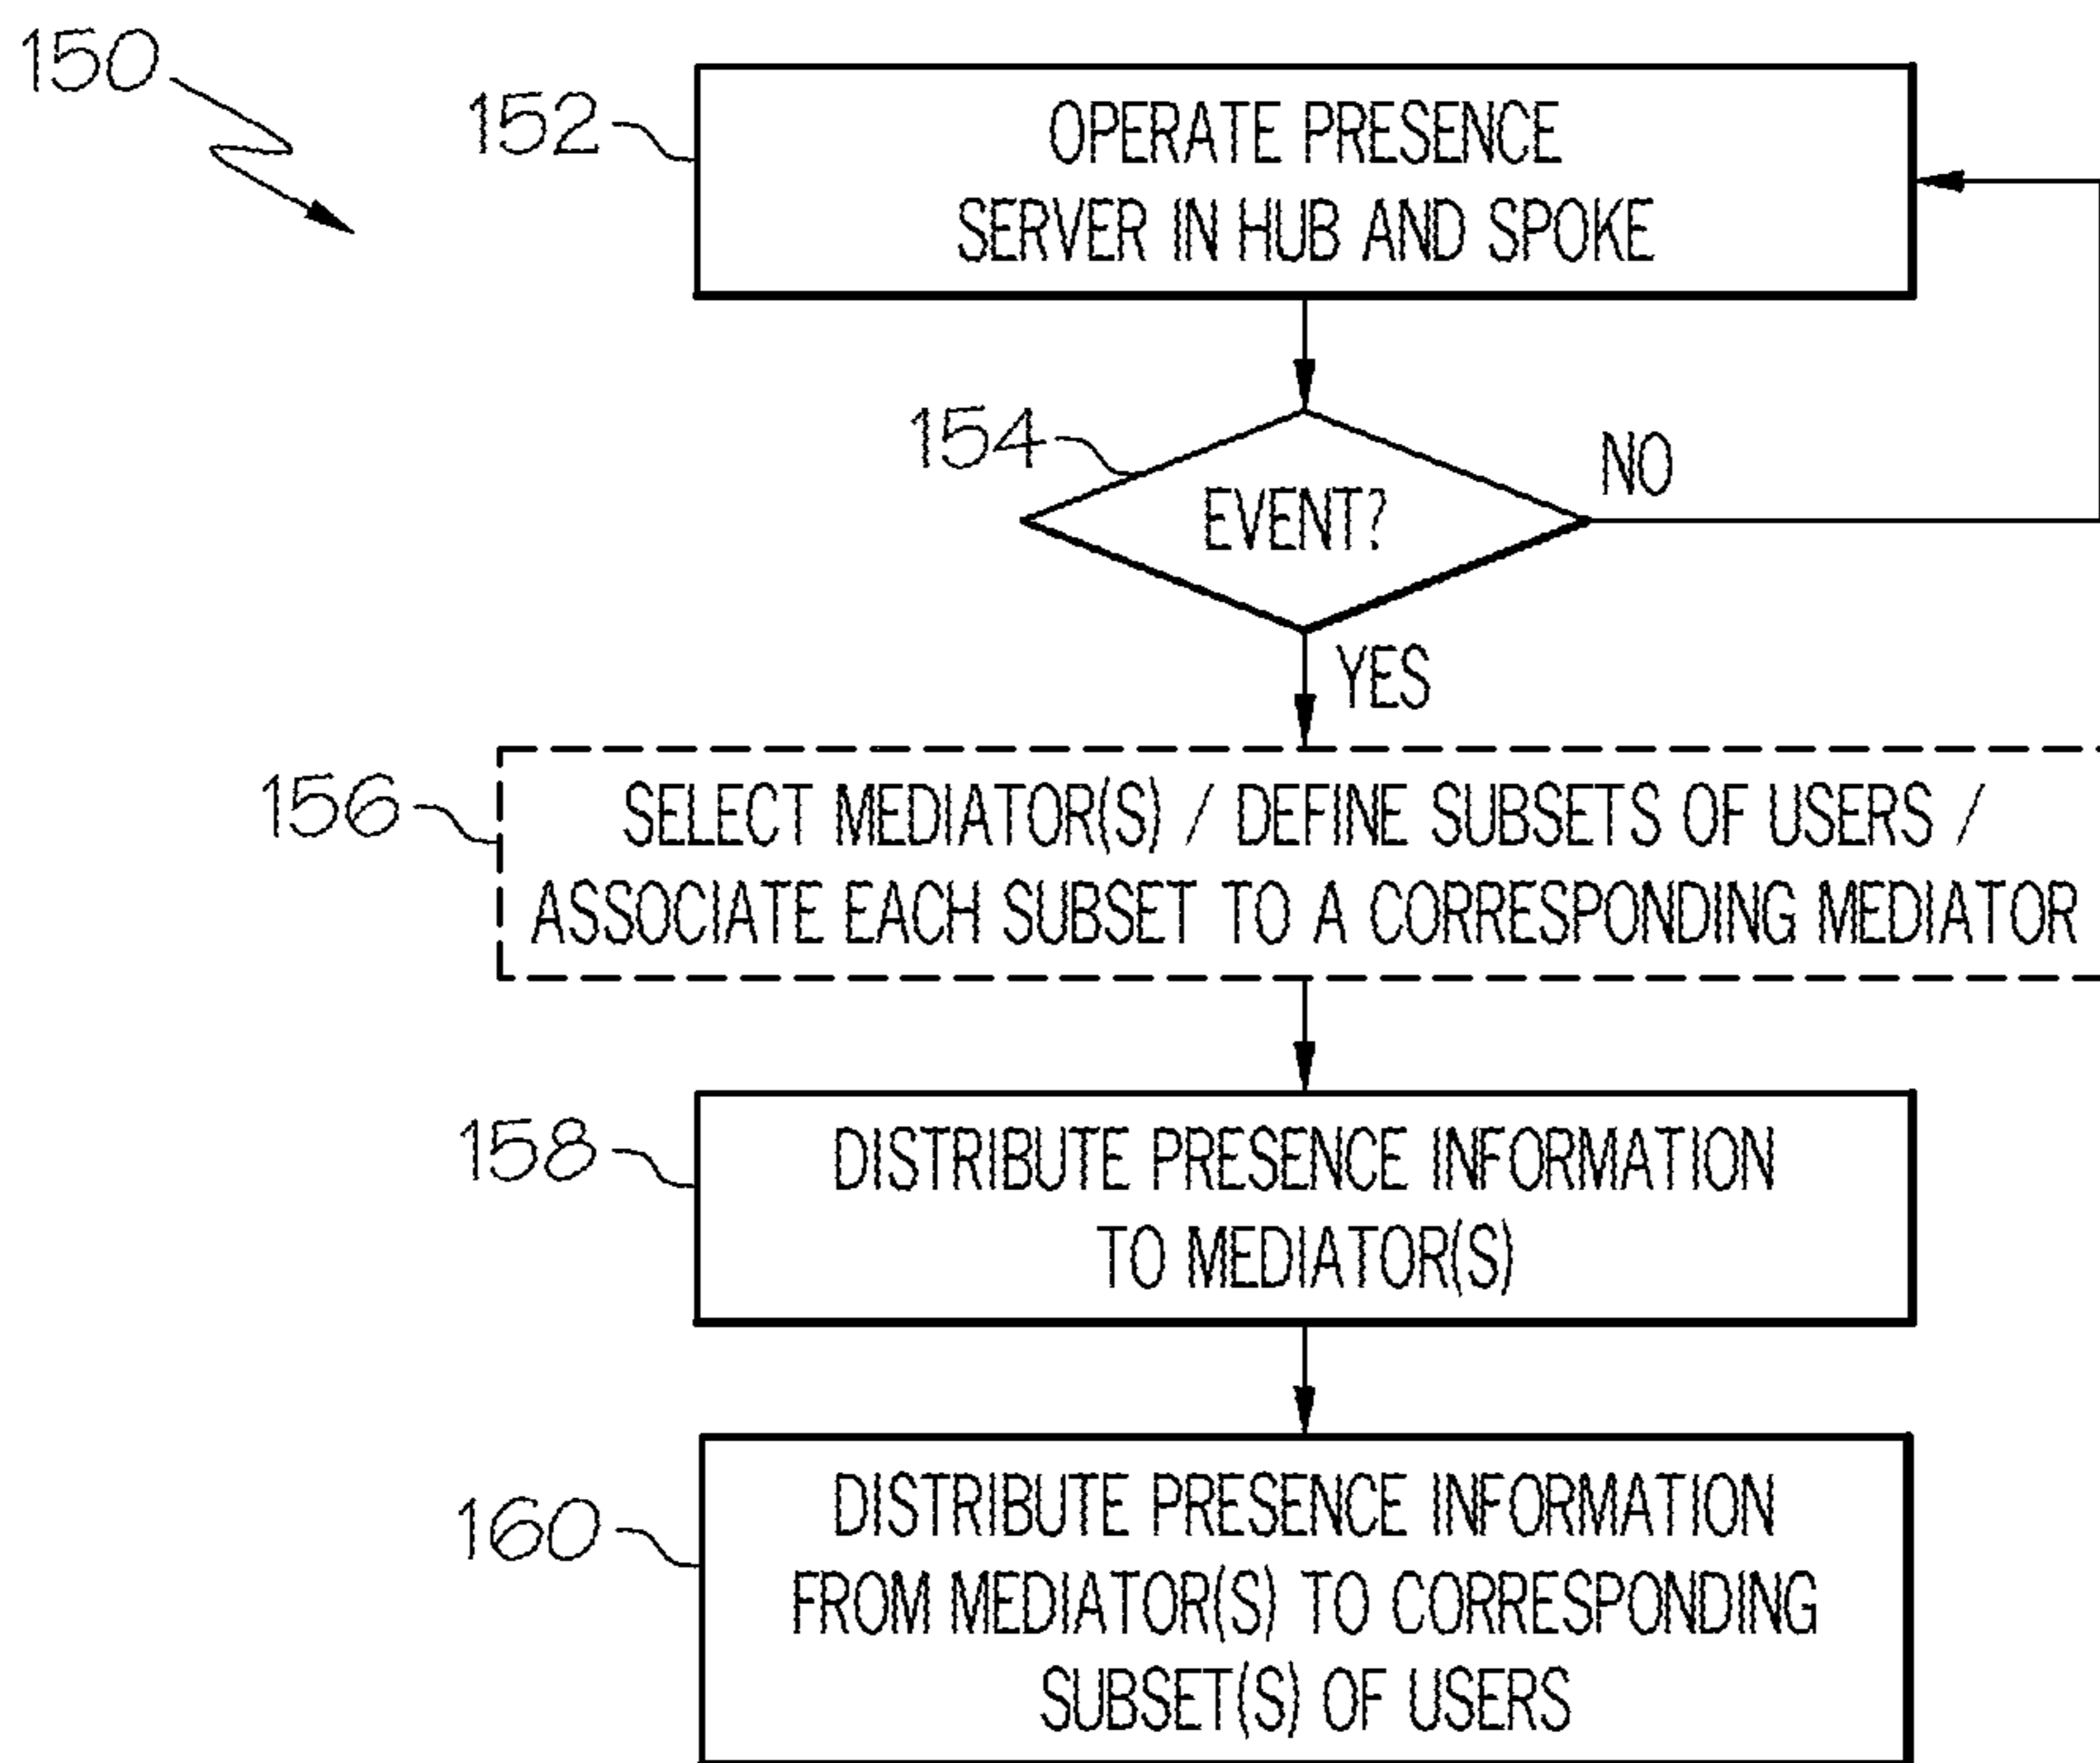 150
152
OPERATE PRESENCE
SERVER IN HUB AND SPOKE
154
EVENT?
NO
YES
156
SELECT MEDIATOR(S) / DEFINE SUBSETS OF USERS /
ASSOCIATE EACH SUBSET TO A CORRESPONDING MEDIATOR
158
DISTRIBUTE PRESENCE INFORMATION
TO MEDIATOR(S)
160
DISTRIBUTE PRESENCE INFORMATION
FROM MEDIATOR(S) TO CORRESPONDING
SUBSET(S) OF USERS